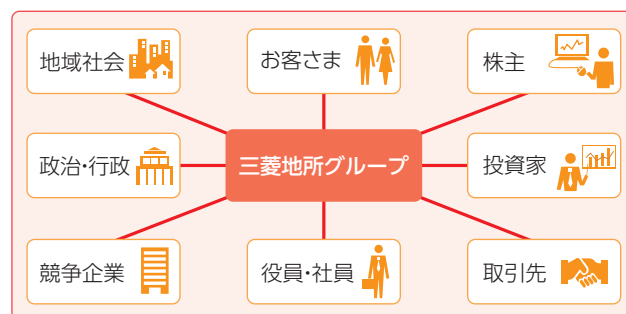 地域社会
お客さま
株主
政治・行政
三菱地所グループ
投資家
競争企業
役員・社員
取引先